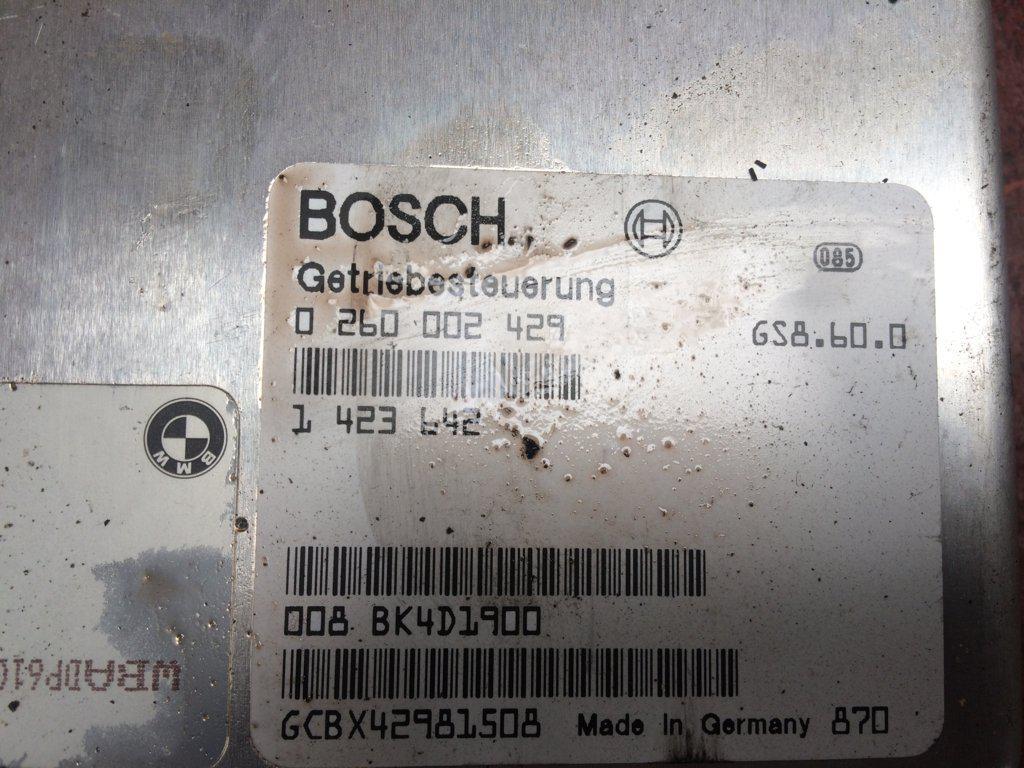 BOSCH
085
Getriebesteuerung
0 260 002 429
GS8.60.0
1 423 642
BMW
008 BK4D1900
GCBX42981508 Made In Germany 870